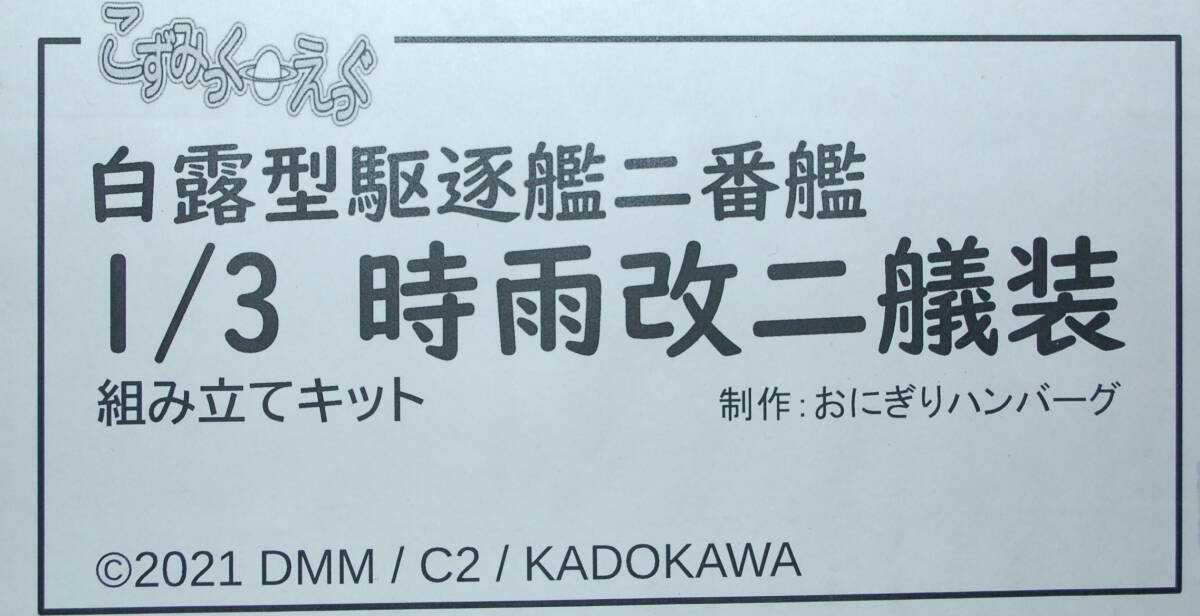 こずみっくえっぐ
白露型駆逐艦二番艦
1/3 時雨改二艤装
組み立てキット 制作：おにぎりハンバーグ
©2021 DMM / C2 / KADOKAWA